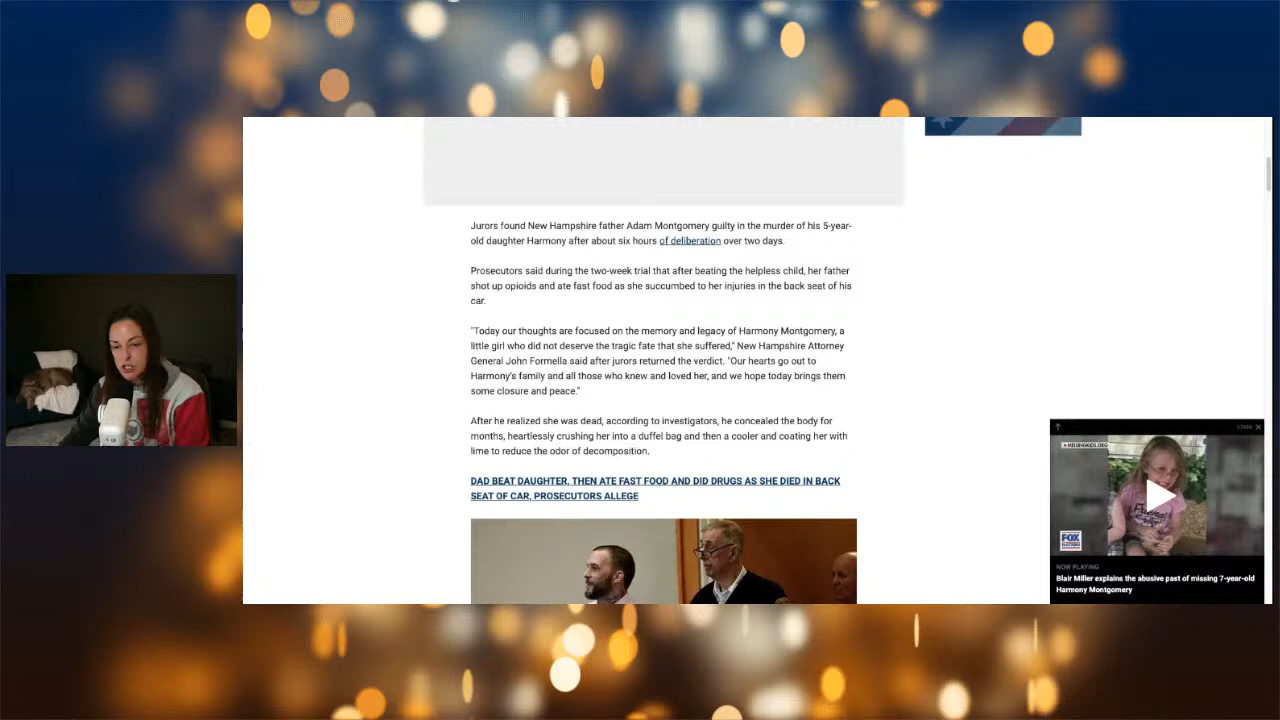 Jurors found New Hampshire father Adam Montgomery guilty in the murder of his 5-year-
old daughter Harmony after about six hours of deliberation over two days.
Prosecutors said during the two-week trial that after beating the helpless child, her father
shot up opioids and ate fast food as she succumbed to her injuries in the back seat of his
car.
"Today our thoughts are focused on the memory and legacy of Harmony Montgomery, a
little girl who did not deserve the tragic fate that she suffered," New Hampshire Attorney
General John Formella said after jurors returned the verdict. "Our hearts go out to
Harmony's family and all those who knew and loved her, and we hope today brings them
some closure and peace."
After he realized she was dead, according to investigators, he concealed the body for
months, heartlessly crushing her into a duffel bag and then a cooler and coating her with
lime to reduce the odor of decomposition.
DAD BEAT DAUGHTER, THEN ATE FAST FOOD AND DID DRUGS AS SHE DIED IN BACK
SEAT OF CAR, PROSECUTORS ALLEGE
CLOSE
MISSINGKIDS.ORG
FOX
NOW PLAYING
Blair Miller explains the abusive past of missing 7-year-old
Harmony Montgomery